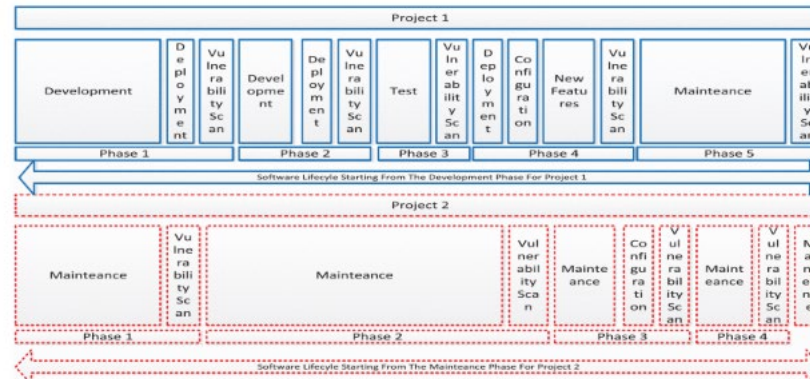 Project 1
Development
Deployment
Vulnerability Scan
Development
Deployment
Vulnerability Scan
Test
Vulnerability Scan
Deployment
Configuration
New Features
Vulnerability Scan
Mainteance
Phase 1
Phase 2
Phase 3
Phase 4
Phase 5
Software Lifecyle Starting From The Development Phase For Project 1
Project 2
Mainteance
Vulnerability Scan
Mainteance
Vulnerability Scan
Mainteance
Configuration
Vulnerability Scan
Mainteance
Vulnerability Scan
Phase 1
Phase 2
Phase 3
Phase 4
Software Lifecyle Starting From The Mainteance Phase For Project 2